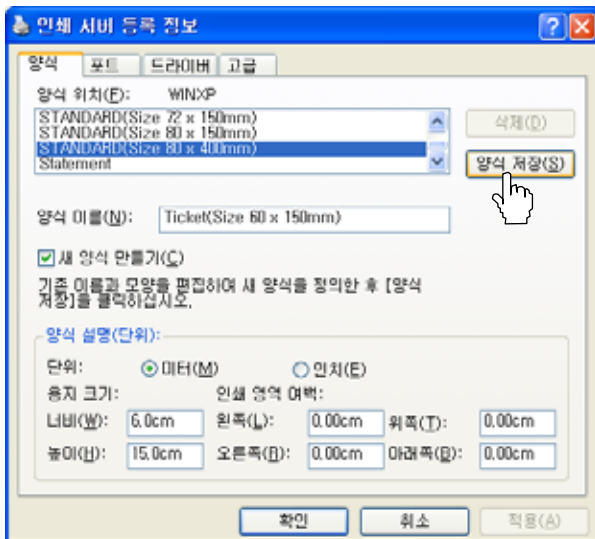 인쇄 서버 등록 정보
양식 포트 드라이버 고급
양식 위치(F): WINXP
STANDARD(Size 72 x 150mm)
STANDARD(Size 80 x 150mm)
STANDARD(Size 80 x 400mm)
Statement
삭제(D)
양식 저장(S)
양식 이름(N): Ticket(Size 60 x 150mm)
새 양식 만들기(C)
기존 이름과 모양을 편집하여 새 양식을 정의한 후 [양식
저장]을 클릭하십시오.
양식 설명(단위):
단위: 미터(M) 인치(E)
용지 크기: 인쇄 영역 여백:
너비(W): 6.0cm 왼쪽(L): 0.00cm 위쪽(T): 0.00cm
높이(H): 15.0cm 오른쪽(R): 0.00cm 아래쪽(B): 0.00cm
확인 취소 적용(A)